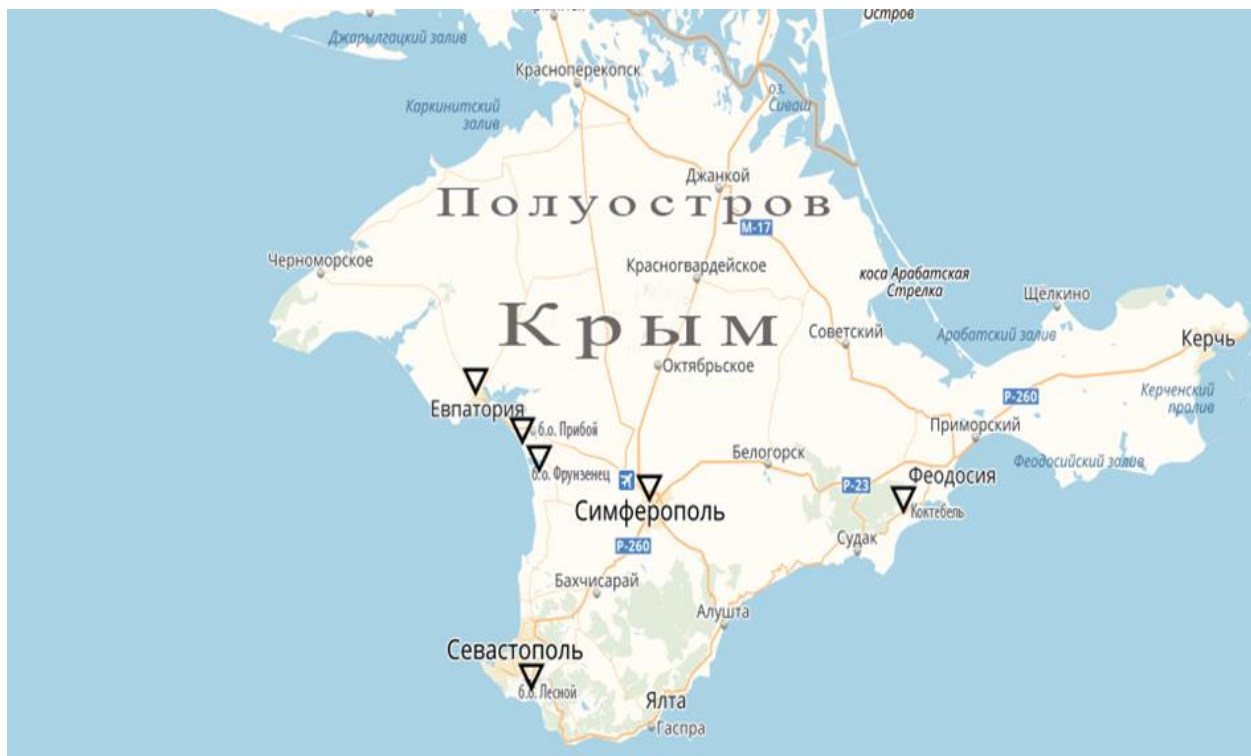 Остров
Джарылгацкий залив
Красноперекопск
оз.
Сиваш
Каркинитский
залив
Джанкой
Полуостров
М-17
Черноморское
Красногвардейское
коса Арабатская
Стрелка
Щёлкино
Крым
Советский
Арабатский залив
Керчь
Октябрьское
Евпатория
Р-260
Керченский
пролив
б.о. Прибой
Приморский
Белогорск
Феодосийский залив
б.о. Фрунзенец
Феодосия
Р-23
Симферополь
Коктебель
Р-260
Судак
Бахчисарай
Алушта
Севастополь
б.о. Лесной
Ялта
Гаспра